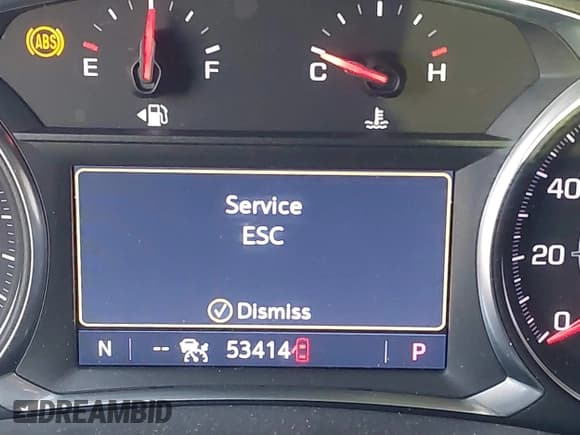 ABS
E F
C H
Service
ESC
Dismiss
N -- 53414 P
40
20
0
DREAMBID